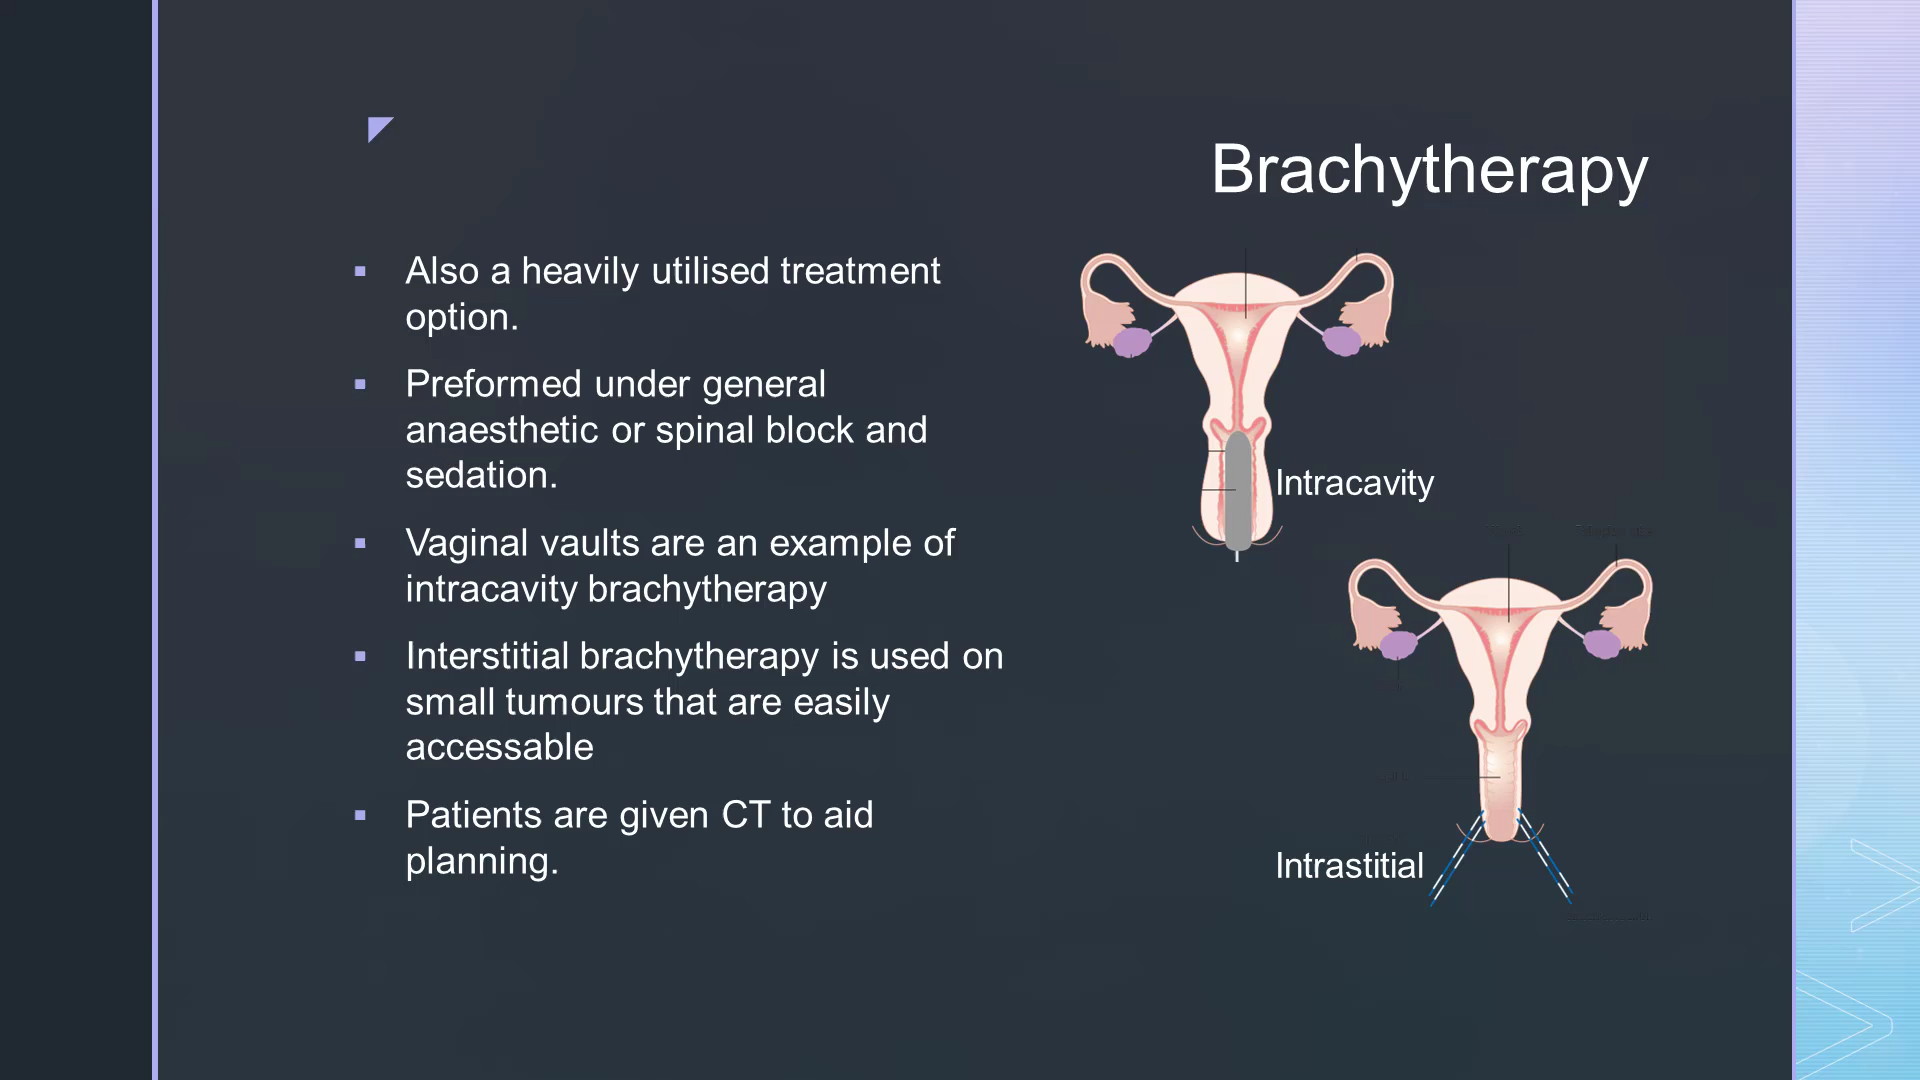 Brachytherapy
Also a heavily utilised treatment
option.
Preformed under general
anaesthetic or spinal block and
sedation.
Vaginal vaults are an example of
intracavity brachytherapy
Interstitial brachytherapy is used on
small tumours that are easily
accessable
Patients are given CT to aid
planning.
Intracavity
Intrastitial